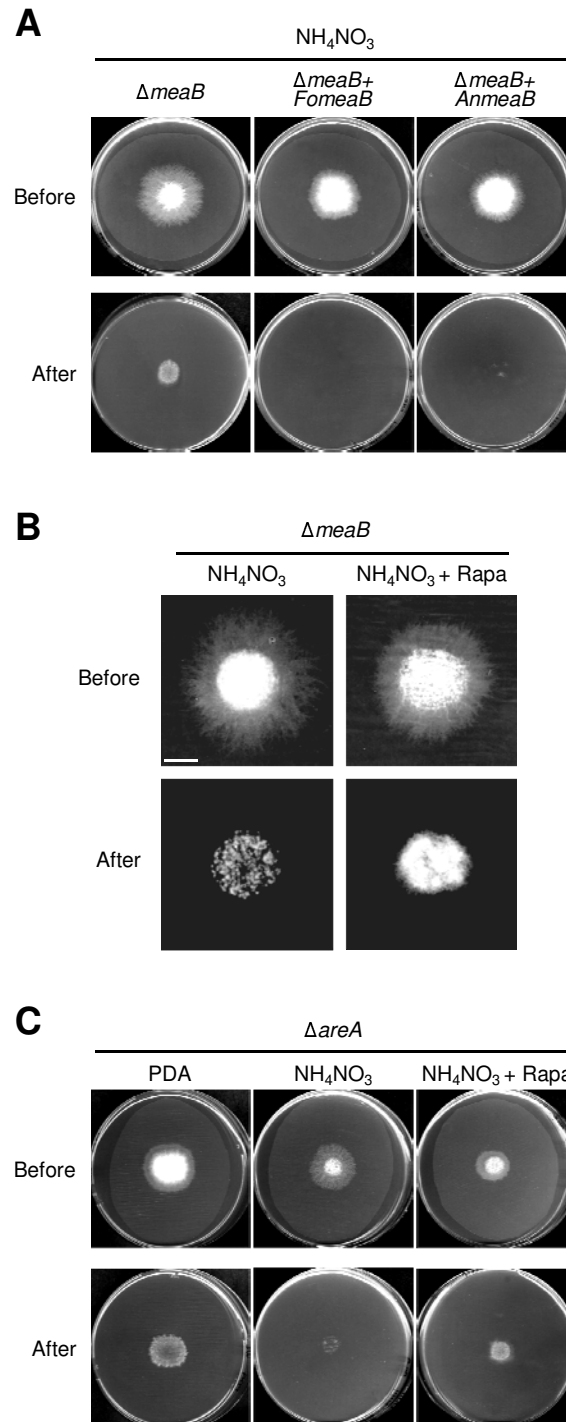 A
NH₄NO₃
ΔmeaB
ΔmeaB+
FomeaB
ΔmeaB+
AnmeaB
Before
After
B
ΔmeaB
NH₄NO₃
NH₄NO₃ + Rapa
Before
After
C
ΔareA
PDA
NH₄NO₃
NH₄NO₃ + Rapa
Before
After